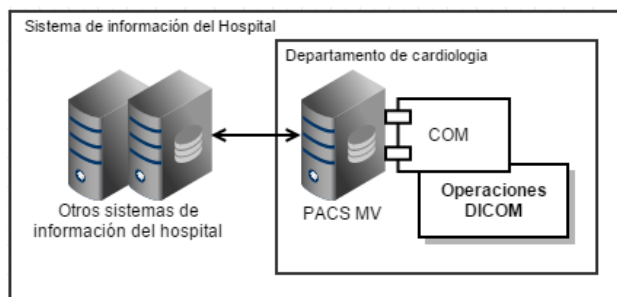 Sistema de información del Hospital
Departamento de cardiologia
COM
Operaciones
DICOM
Otros sistemas de
información del hospital
PACS MV